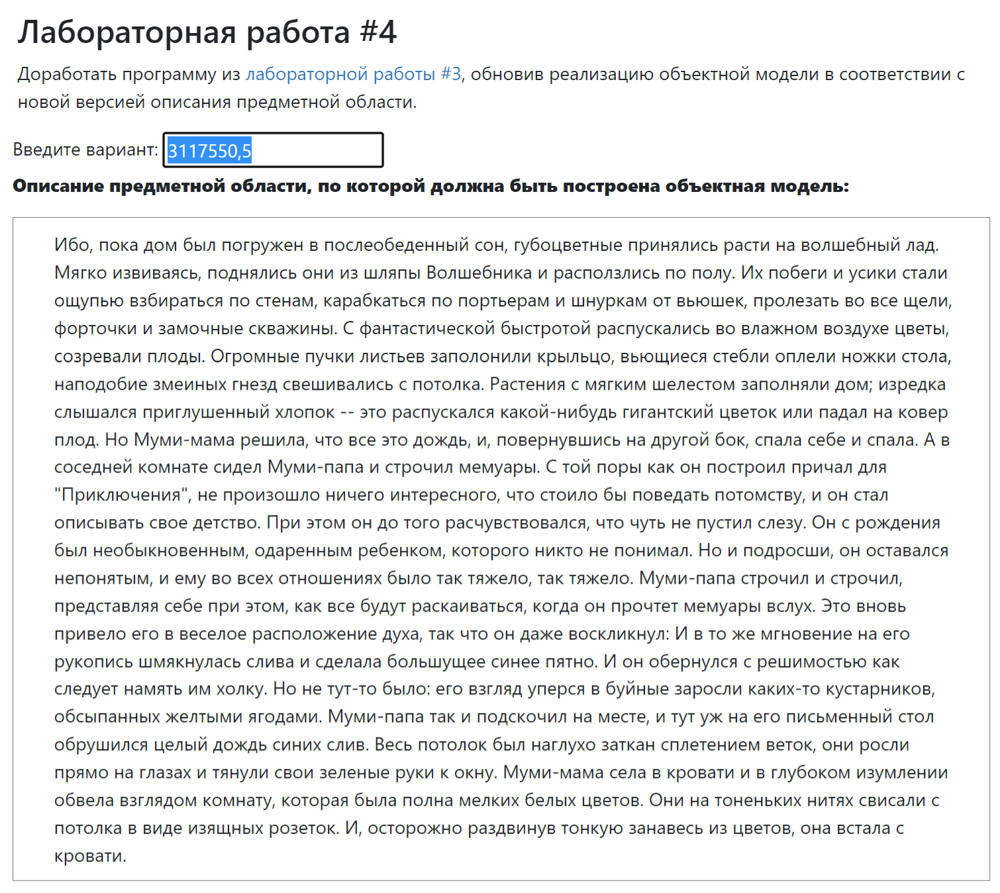 Лабораторная работа #4
Доработать программу из лабораторной работы #3, обновив реализацию объектной модели в соответствии с
новой версией описания предметной области.
Введите вариант: 3117550,5
Описание предметной области, по которой должна быть построена объектная модель:
Ибо, пока дом был погружен в послеобеденный сон, губоцветные принялись расти на волшебный лад.
Мягко извиваясь, поднялись они из шляпы Волшебника и расползлись по полу. Их побеги и усики стали
ощупью взбираться по стенам, карабкаться по портьерам и шнуркам от вьюшек, пролезать во все щели,
форточки и замочные скважины. С фантастической быстротой распускались во влажном воздухе цветы,
созревали плоды. Огромные пучки листьев заполонили крыльцо, вьющиеся стебли оплели ножки стола,
наподобие змеиных гнезд свешивались с потолка. Растения с мягким шелестом заполняли дом; изредка
слышался приглушенный хлопок -- это распускался какой-нибудь гигантский цветок или падал на ковер
плод. Но Муми-мама решила, что все это дождь, и, повернувшись на другой бок, спала себе и спала. А в
соседней комнате сидел Муми-папа и строчил мемуары. С той поры как он построил причал для
"Приключения", не произошло ничего интересного, что стоило бы поведать потомству, и он стал
описывать свое детство. При этом он до того расчувствовался, что чуть не пустил слезу. Он с рождения
был необыкновенным, одаренным ребенком, которого никто не понимал. Но и подросши, он оставался
непонятым, и ему во всех отношениях было так тяжело, так тяжело. Муми-папа строчил и строчил,
представляя себе при этом, как все будут раскаиваться, когда он прочтет мемуары вслух. Это вновь
привело его в веселое расположение духа, так что он даже воскликнул: И в то же мгновение на его
рукопись шмякнулась слива и сделала большущее синее пятно. И он обернулся с решимостью как
следует намять им холку. Но не тут-то было: его взгляд уперся в буйные заросли каких-то кустарников,
обсыпанных желтыми ягодами. Муми-папа так и подскочил на месте, и тут уж на его письменный стол
обрушился целый дождь синих слив. Весь потолок был наглухо заткан сплетением веток, они росли
прямо на глазах и тянули свои зеленые руки к окну. Муми-мама села в кровати и в глубоком изумлении
обвела взглядом комнату, которая была полна мелких белых цветов. Они на тоненьких нитях свисали с
потолка в виде изящных розеток. И, осторожно раздвинув тонкую занавесь из цветов, она встала с
кровати.